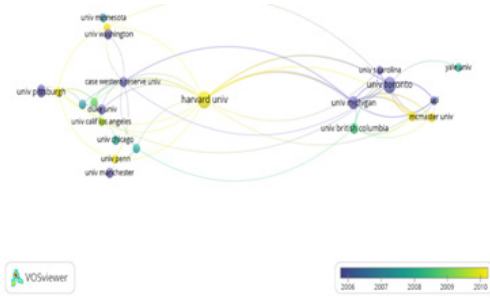 univ minnesota
univ washington
case western reserve univ
univ pittsburgh
duke univ
univ calif los angeles
univ chicago
univ penn
univ manchester
harvard univ
yale univ
univ toronto
univ michigan
mcmaster univ
univ british columbia
VOSviewer
2006 2007 2008 2009 2010